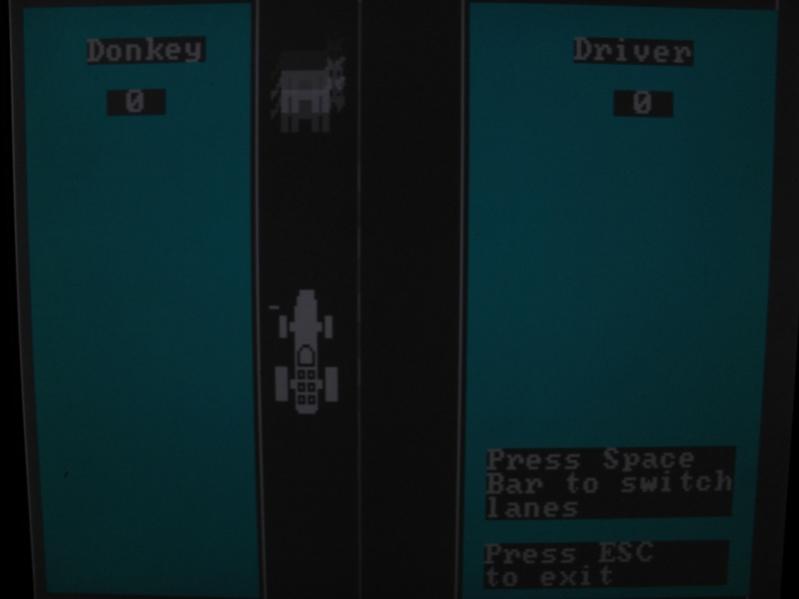 Donkey
0
Driver
0
Press Space
Bar to switch
lanes
Press ESC
to exit